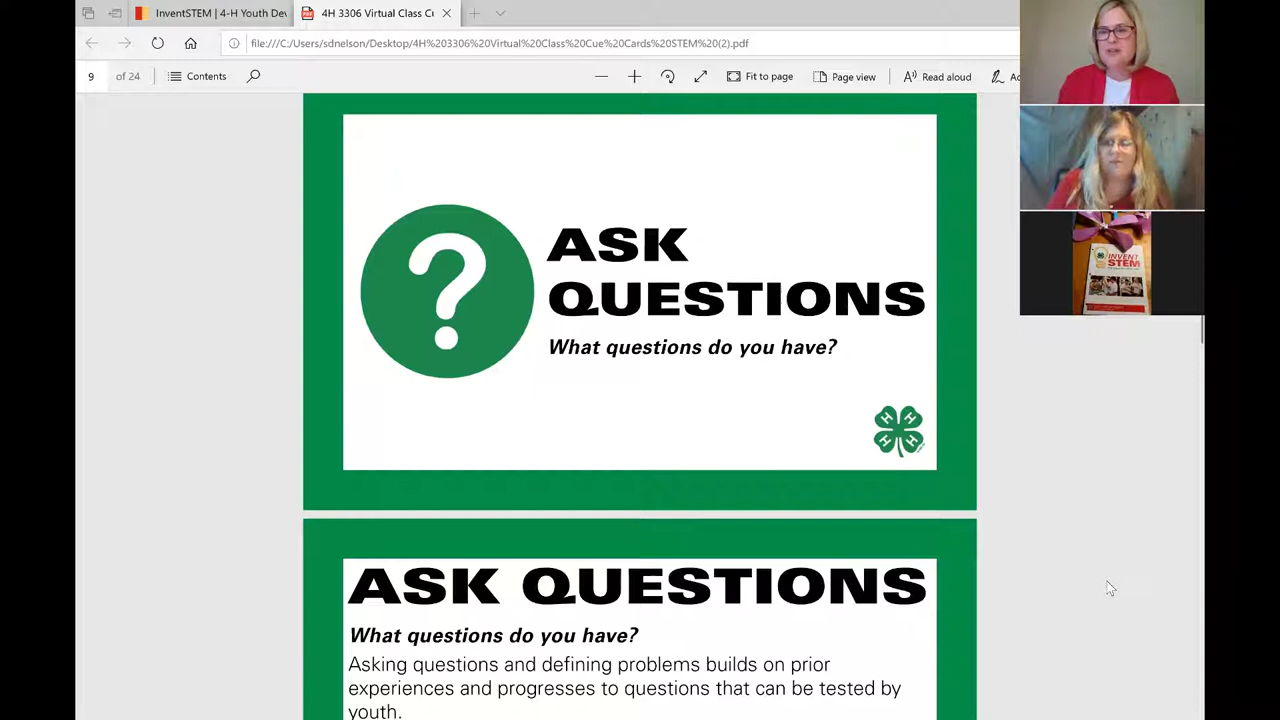 InventSTEM | 4-H Youth Dev
4H 3306 Virtual Class Cu
file:///C:/Users/sdnelson/Desktop/4H%203306%20Virtual%20Class%20Cue%20Cards%20STEM%20(2).pdf
9 of 24 Contents Fit to page Page view Read aloud
ASK
QUESTIONS
What questions do you have?
H H
H H
INVENT
STEM
ASK QUESTIONS
What questions do you have?
Asking questions and defining problems builds on prior
experiences and progresses to questions that can be tested by
youth.